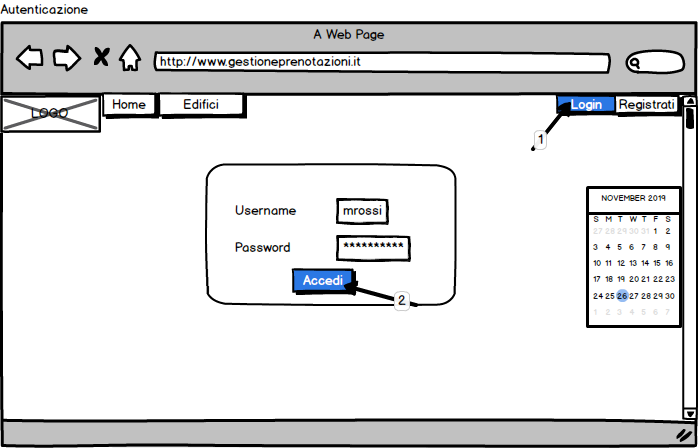 Autenticazione
A Web Page
http://www.gestioneprenotazioni.it
LOGO Home Edifici Login Registrati
1
NOVEMBER 2019
Username mrossi
S M T W T F S
27 28 29 30 31 1 2
Password **********
3 4 5 6 7 8 9
10 11 12 13 14 15 16
Accedi
17 18 19 20 21 22 23
2
24 25 26 27 28 29 30
1 2 3 4 5 6 7